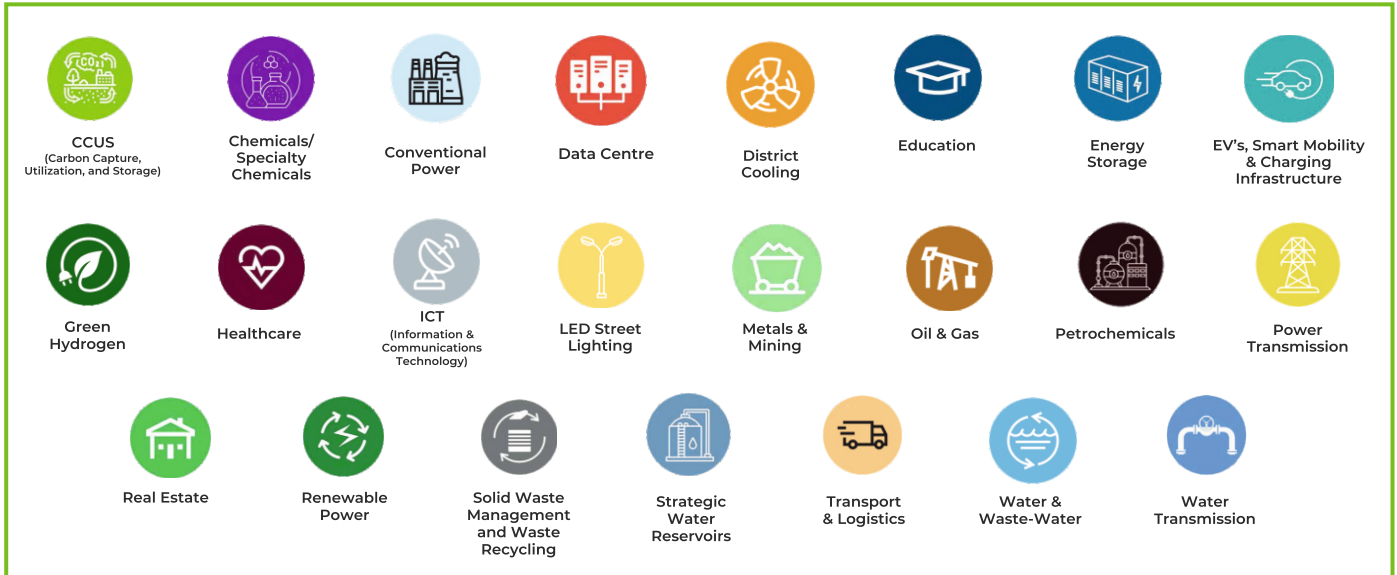 CO₂
CCUS
(Carbon Capture,
Utilization, and Storage)
Chemicals/
Specialty
Chemicals
Conventional
Power
Data Centre
District
Cooling
Education
Energy
Storage
EV's, Smart Mobility
& Charging
Infrastructure
Green
Hydrogen
Healthcare
ICT
(Information &
Communications
Technology)
LED Street
Lighting
Metals &
Mining
Oil & Gas
Petrochemicals
Power
Transmission
Real Estate
Renewable
Power
Solid Waste
Management
and Waste
Recycling
Strategic
Water
Reservoirs
Transport
& Logistics
Water &
Waste-Water
Water
Transmission